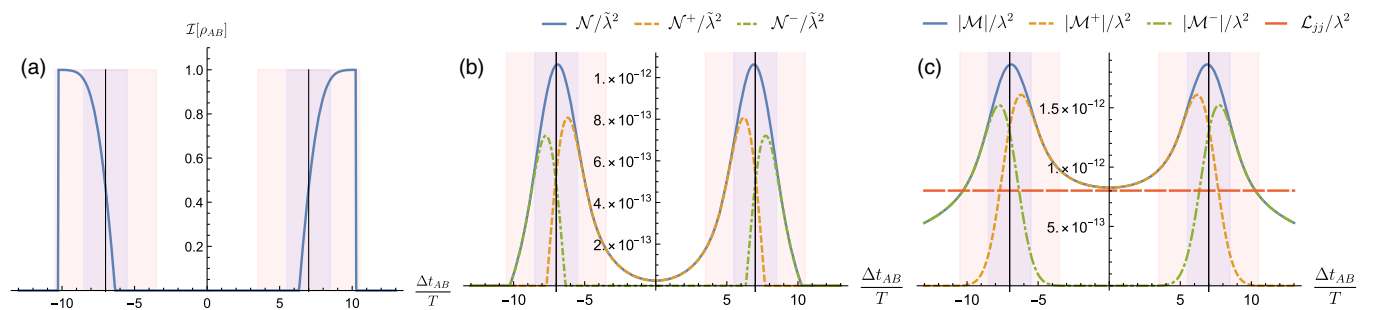 (a)
𝓘[ρ_AB]
1.0
0.8
0.6
0.4
0.2
−10 −5 0 5 10
Δt_AB/T
(b)
𝒩/λ̃² 𝒩⁺/λ̃² 𝒩⁻/λ̃²
1.×10⁻¹²
8.×10⁻¹³
6.×10⁻¹³
4.×10⁻¹³
2.×10⁻¹³
−10 −5 0 5 10
Δt_AB/T
(c)
|𝓜|/λ² |𝓜⁺|/λ² |𝓜⁻|/λ² 𝓛_jj/λ²
1.5×10⁻¹²
1.×10⁻¹²
5.×10⁻¹³
−10 −5 0 5 10
Δt_AB/T